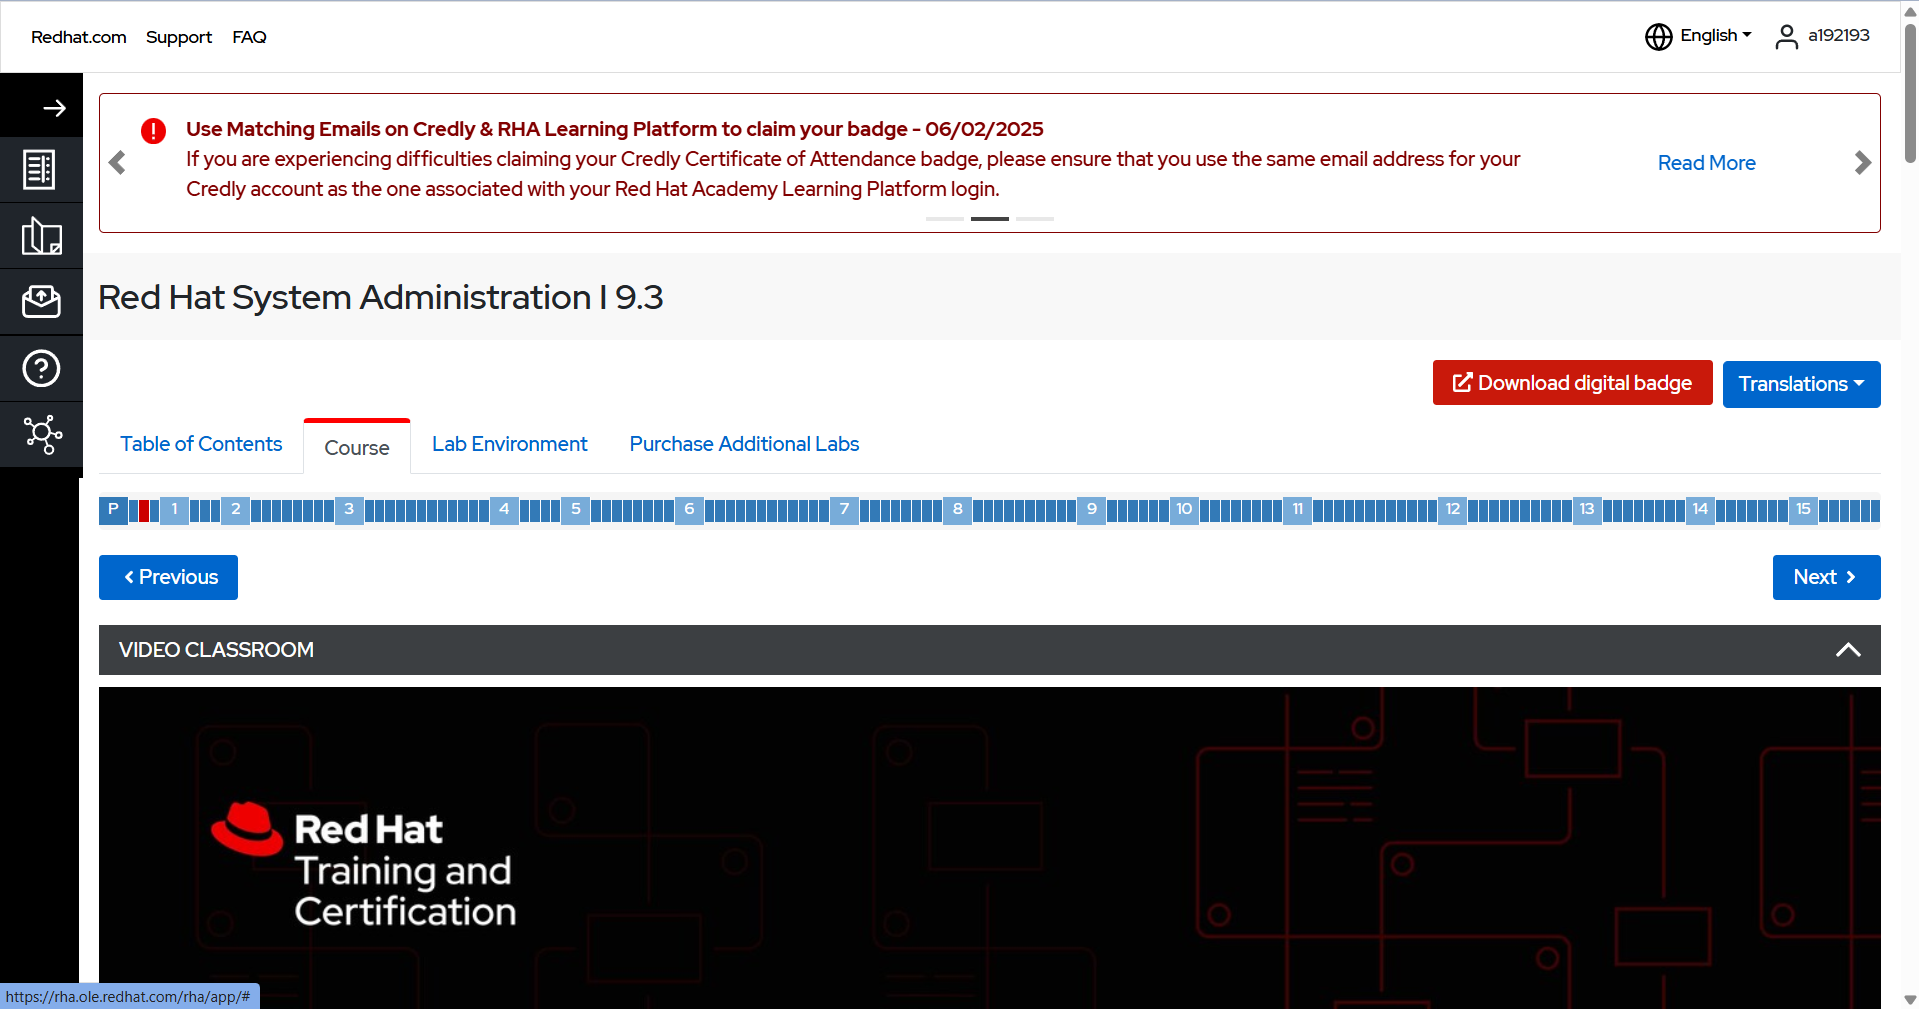 Redhat.com Support FAQ English a192193
Use Matching Emails on Credly & RHA Learning Platform to claim your badge - 06/02/2025
If you are experiencing difficulties claiming your Credly Certificate of Attendance badge, please ensure that you use the same email address for your
Credly account as the one associated with your Red Hat Academy Learning Platform login.
Read More
Red Hat System Administration I 9.3
Download digital badge Translations
Table of Contents Course Lab Environment Purchase Additional Labs
P 1 2 3 4 5 6 7 8 9 10 11 12 13 14 15
Previous Next
VIDEO CLASSROOM
Red Hat
Training and
Certification
https://rha.ole.redhat.com/rha/app/#